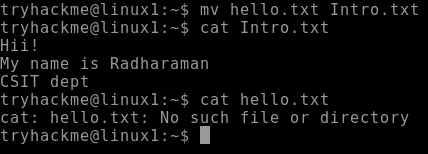 tryhackme@linux1:~$ mv hello.txt Intro.txt
tryhackme@linux1:~$ cat Intro.txt
Hii!
My name is Radharaman
CSIT dept
tryhackme@linux1:~$ cat hello.txt
cat: hello.txt: No such file or directory
tryhackme@linux1:~$